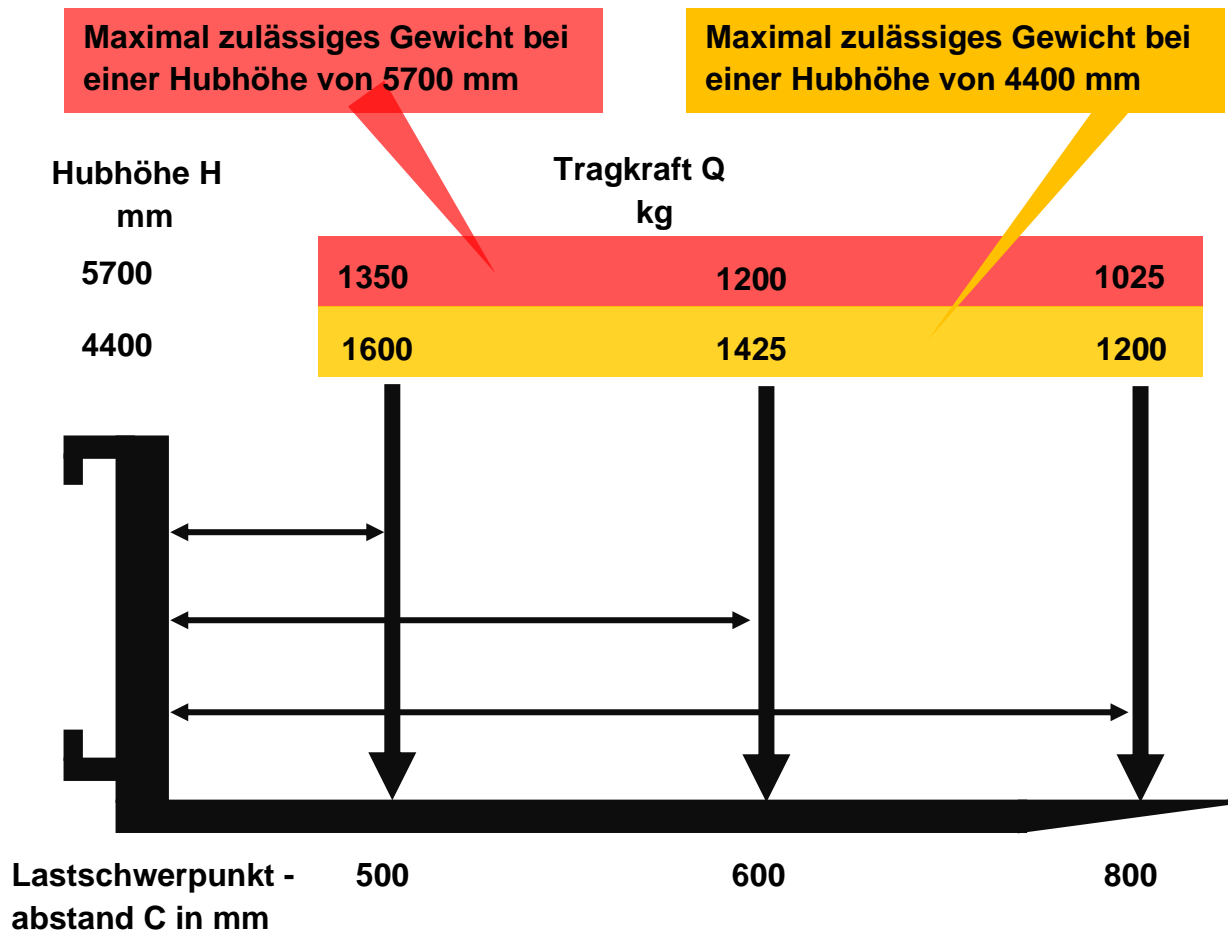 Maximal zulässiges Gewicht bei
einer Hubhöhe von 5700 mm
Maximal zulässiges Gewicht bei
einer Hubhöhe von 4400 mm
Hubhöhe H
mm
Tragkraft Q
kg
5700 1350 1200 1025
4400 1600 1425 1200
Lastschwerpunkt - 500 600 800
abstand C in mm